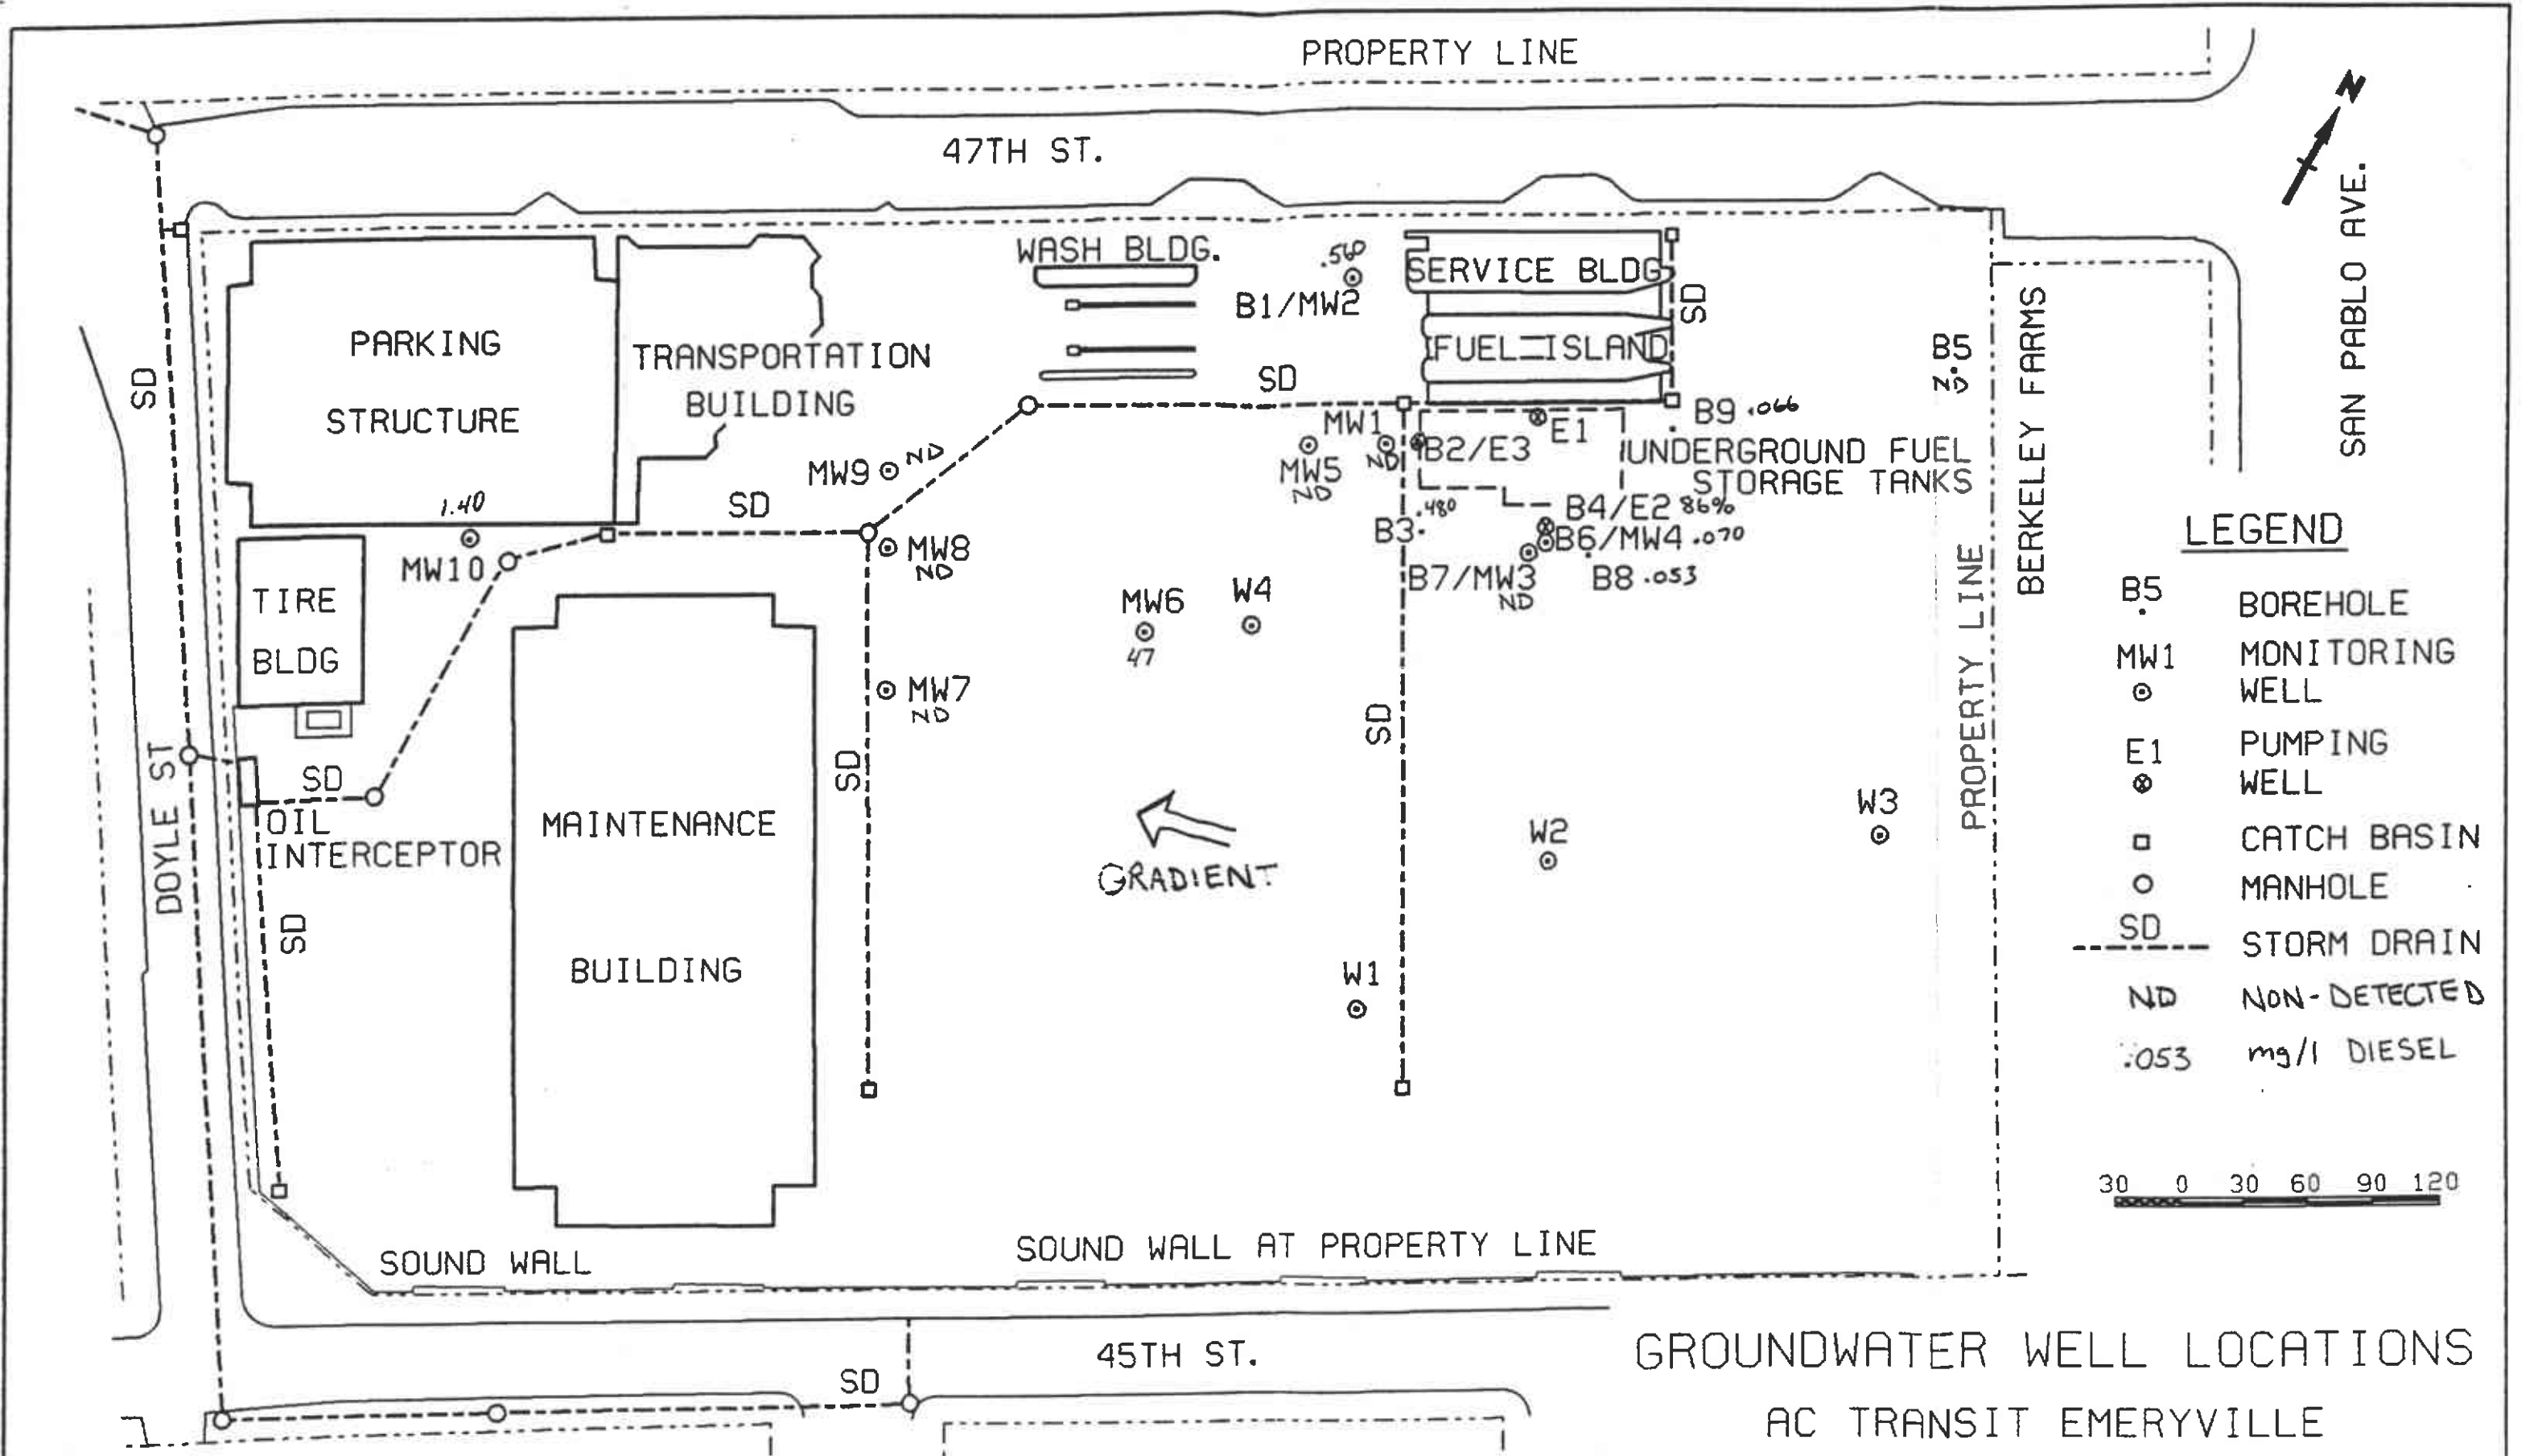 PROPERTY LINE
47TH ST.
N
SAN PABLO AVE.
WASH BLDG.
.560
B1/MW2
SERVICE BLDG
FUEL ISLAND
SD
B5
ND
BERKELEY FARMS
PARKING
STRUCTURE
TRANSPORTATION
BUILDING
SD
SD
MW1
ND
MW5
ND
B2/E3
E1
B9 .066
UNDERGROUND FUEL
STORAGE TANKS
MW9 ND
SD
1.40
MW10
MW8
ND
B3
.480
B4/E2 86%
B6/MW4 .070
B7/MW3
ND
B8 .053
TIRE
BLDG
MW6
47
W4
MW7
ND
SD
SD
PROPERTY LINE
DOYLE ST
SD
OIL
INTERCEPTOR
SD
MAINTENANCE
BUILDING
GRADIENT
W2
W3
W1
LEGEND
B5 BOREHOLE
MW1 MONITORING
WELL
E1 PUMPING
WELL
CATCH BASIN
MANHOLE
SD STORM DRAIN
ND NON-DETECTED
.053 mg/l DIESEL
30 0 30 60 90 120
SOUND WALL
SOUND WALL AT PROPERTY LINE
45TH ST.
SD
GROUNDWATER WELL LOCATIONS
AC TRANSIT EMERYVILLE